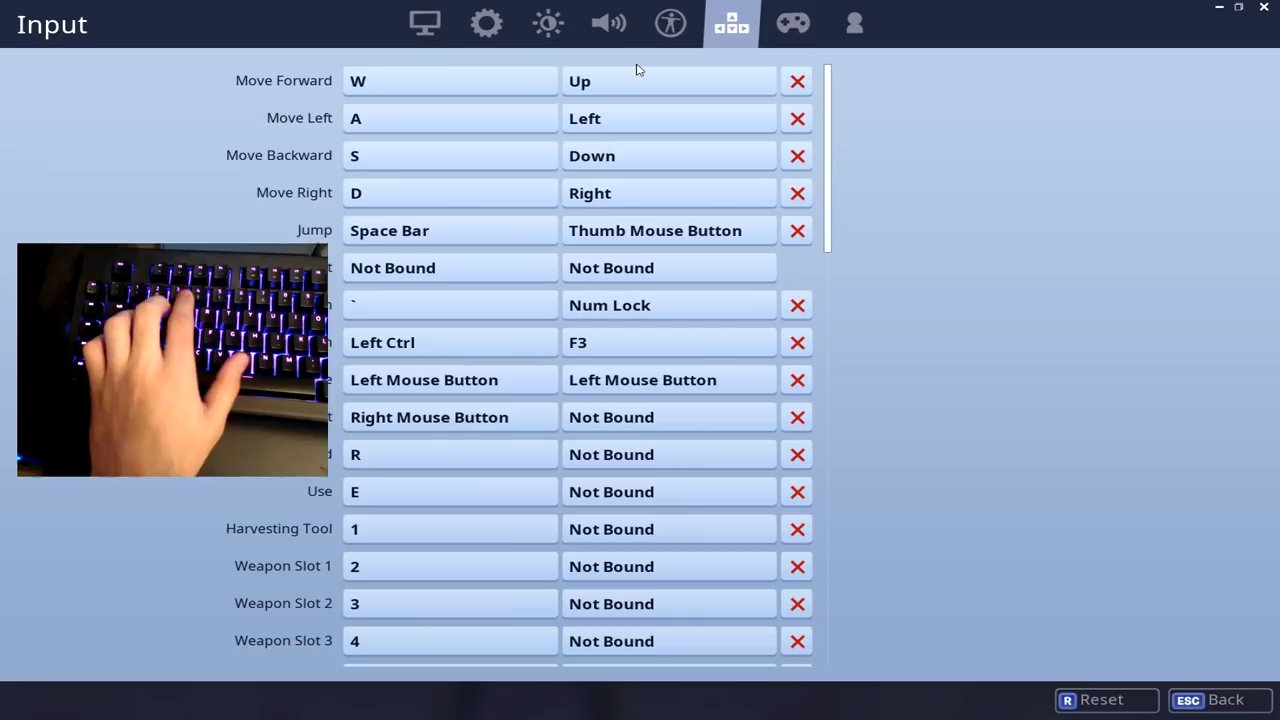 Input
Move Forward W Up
Move Left A Left
Move Backward S Down
Move Right D Right
Jump Space Bar Thumb Mouse Button
Not Bound Not Bound
` Num Lock
Left Ctrl F3
Left Mouse Button Left Mouse Button
Right Mouse Button Not Bound
R Not Bound
Use E Not Bound
Harvesting Tool 1 Not Bound
Weapon Slot 1 2 Not Bound
Weapon Slot 2 3 Not Bound
Weapon Slot 3 4 Not Bound
R Reset ESC Back